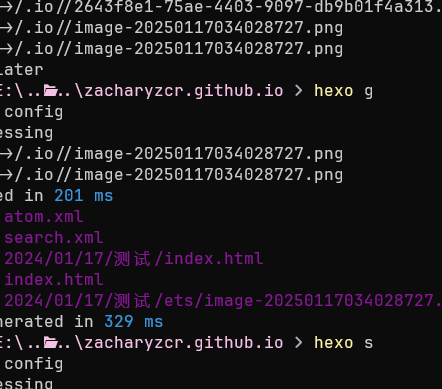 ->/.io//2643f8e1-75ae-4403-9097-db9b01f4a313.
->/.io//image-20250117034028727.png
->/.io//image-20250117034028727.png
later
E:\..\zacharyzcr.github.io > hexo g
config
essing
->/.io//image-20250117034028727.png
->/.io//image-20250117034028727.png
ed in 201 ms
atom.xml
search.xml
2024/01/17/测试/index.html
index.html
2024/01/17/测试/ets/image-20250117034028727.
nerated in 329 ms
E:\..\..\zacharyzcr.github.io > hexo s
config
essing